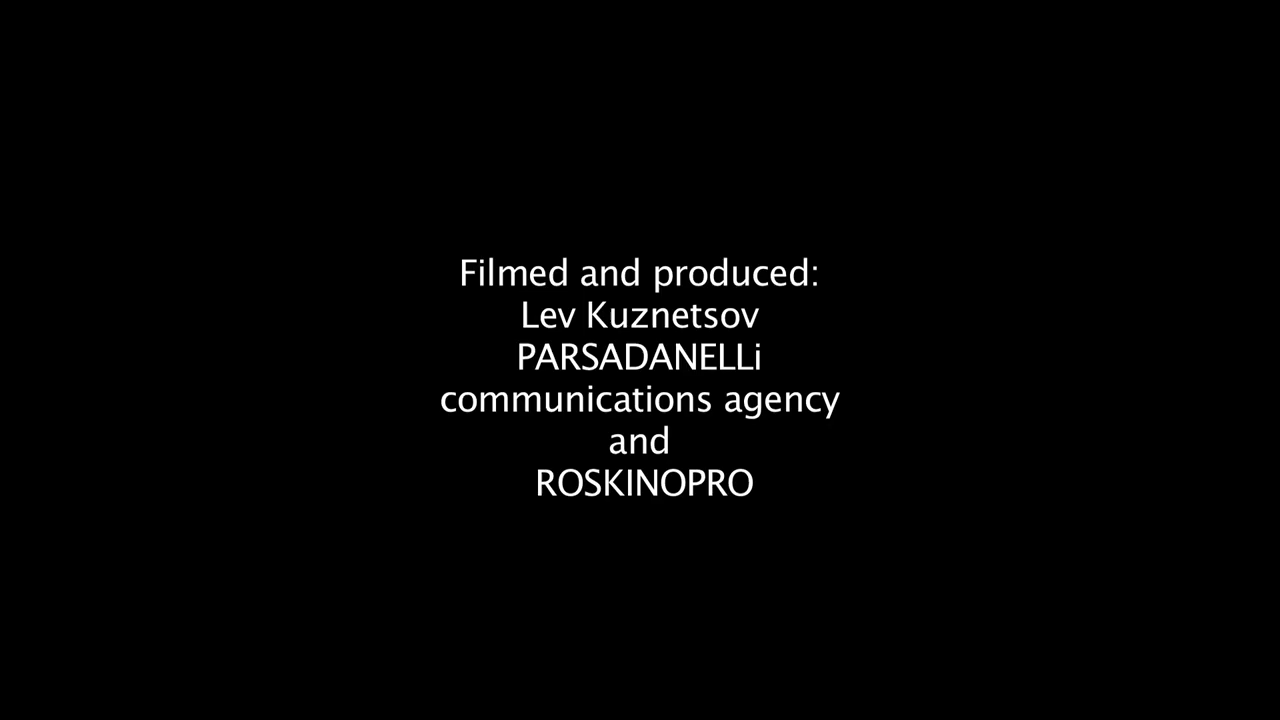 Filmed and produced:
Lev Kuznetsov
PARSADANELLi
communications agency
and
ROSKINOPRO